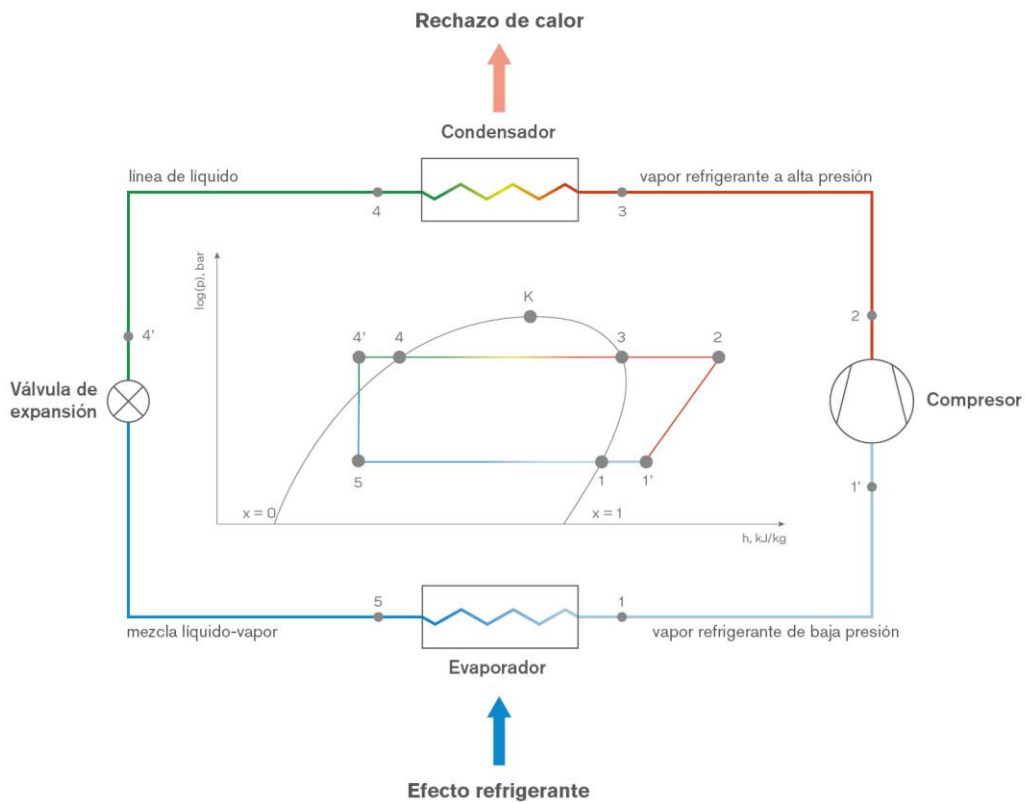 Rechazo de calor
Condensador
línea de líquido
vapor refrigerante a alta presión
4
3
log(p), bar
K
2
4'
4'
4
3
2
Válvula de
expansión
Compresor
5
1
1'
1'
x = 0
x = 1
h, kJ/kg
5
1
mezcla líquido-vapor
vapor refrigerante de baja presión
Evaporador
Efecto refrigerante